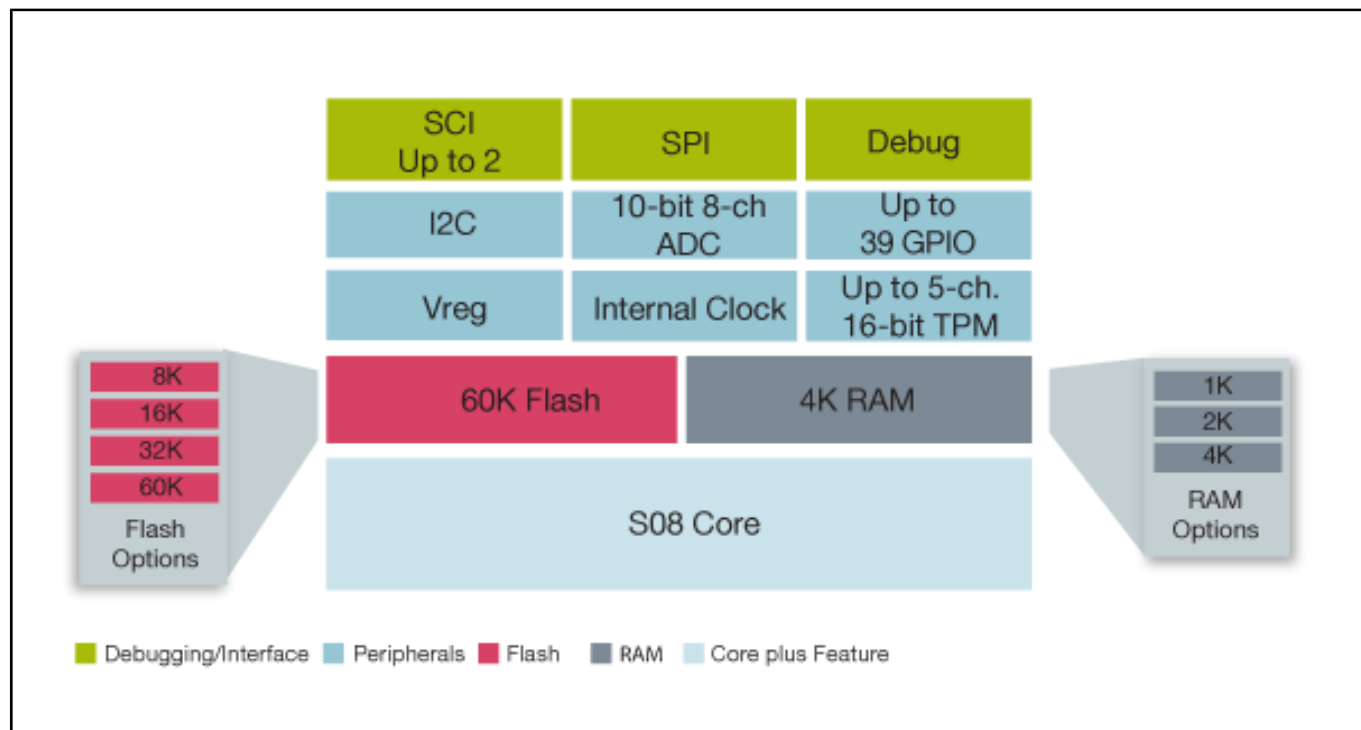 SCI
Up to 2
SPI
Debug
I2C
10-bit 8-ch
ADC
Up to
39 GPIO
Vreg
Internal Clock
Up to 5-ch.
16-bit TPM
8K
16K
32K
60K
Flash
Options
60K Flash
4K RAM
1K
2K
4K
RAM
Options
S08 Core
Debugging/Interface
Peripherals
Flash
RAM
Core plus Feature